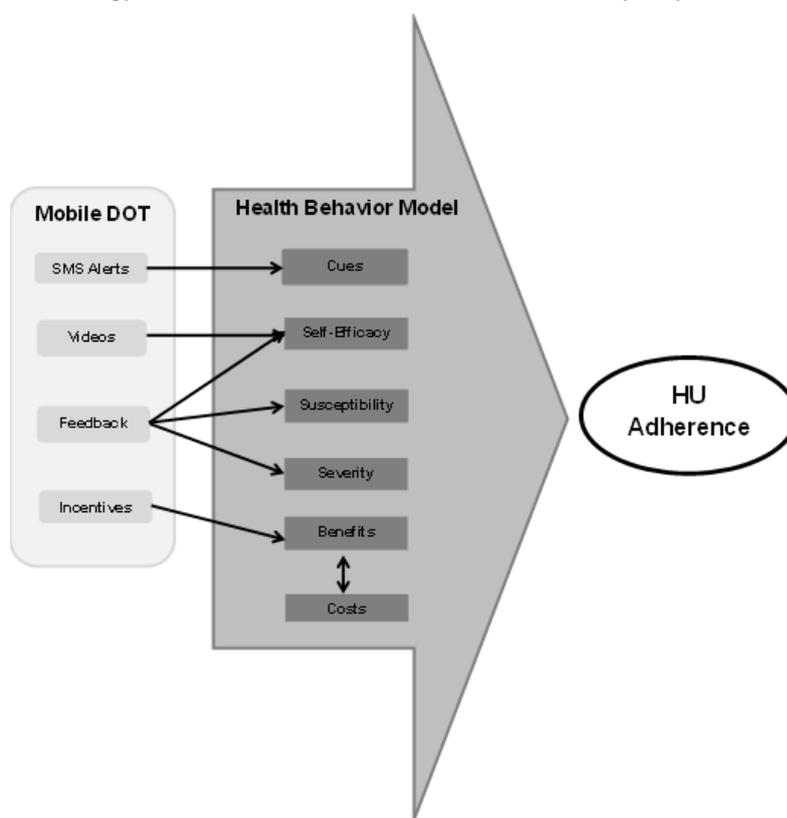 Mobile DOT
SMS Alerts
Videos
Feedback
Incentives
Health Behavior Model
Cues
Self-Efficacy
Susceptibility
Severity
Benefits
Costs
HU
Adherence